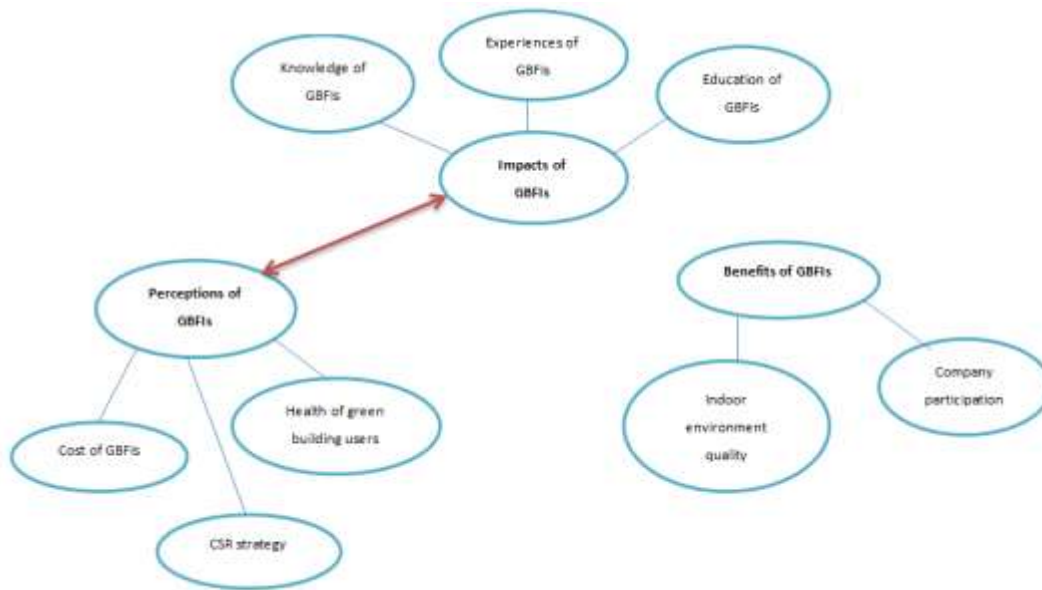 Experiences of
GBFIs
Knowledge of
GBFIs
Education of
GBFIs
Impacts of
GBFIs
Benefits of GBFIs
Perceptions of
GBFIs
Company
participation
Indoor
environment
quality
Health of green
building users
Cost of GBFIs
CSR strategy